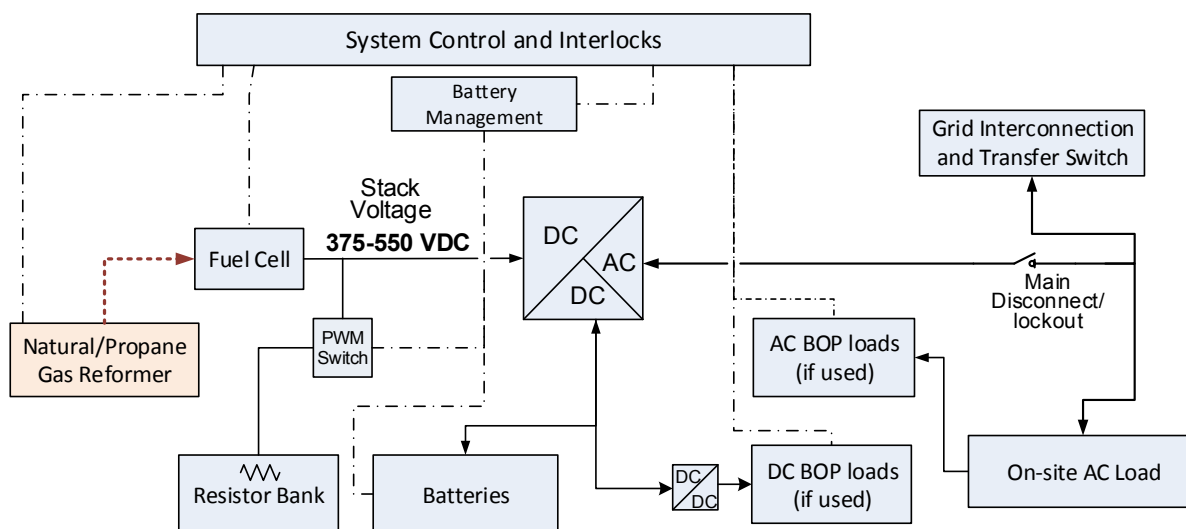 System Control and Interlocks
Battery
Management
Grid Interconnection
and Transfer Switch
Stack
Voltage
375-550 VDC
Fuel Cell
DC
AC
DC
Main
Disconnect/
lockout
Natural/Propane
Gas Reformer
PWM
Switch
AC BOP loads
(if used)
Resistor Bank
Batteries
DC
DC
DC BOP loads
(if used)
On-site AC Load